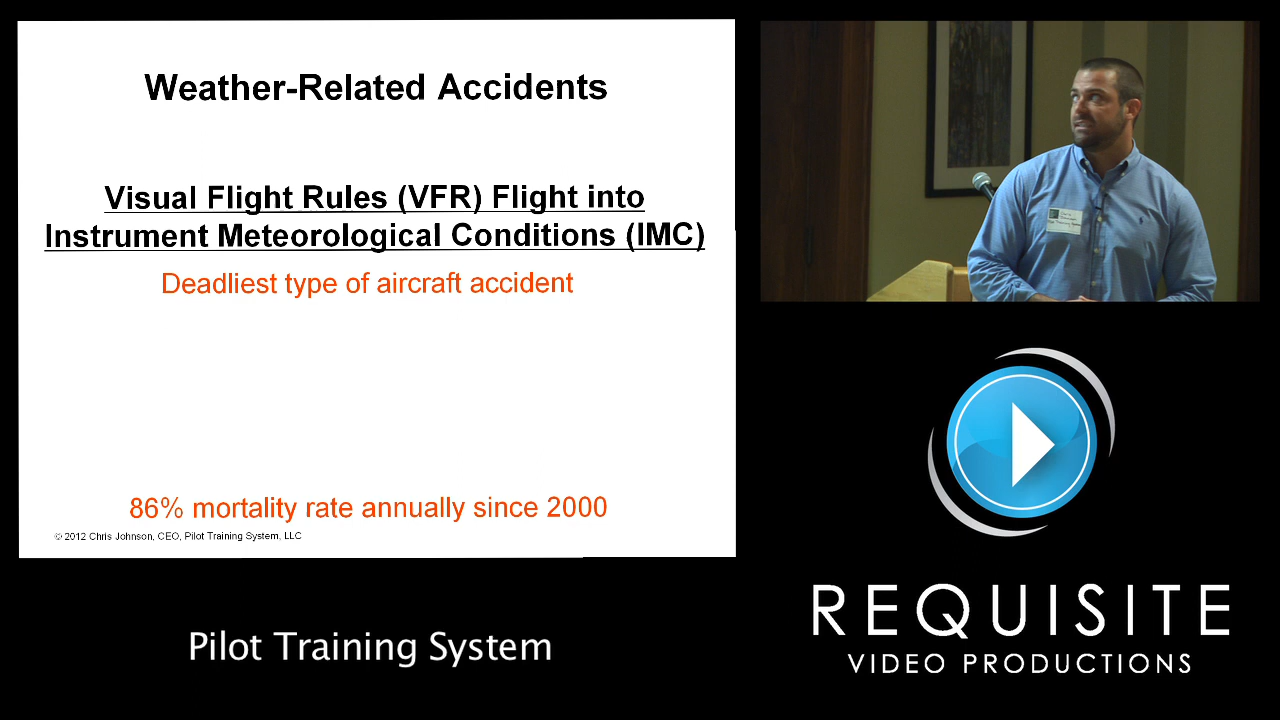 Weather-Related Accidents
Visual Flight Rules (VFR) Flight into
Instrument Meteorological Conditions (IMC)
Deadliest type of aircraft accident
86% mortality rate annually since 2000
© 2012 Chris Johnson, CEO, Pilot Training System, LLC
Pilot Training System
REQUISITE
VIDEO PRODUCTIONS